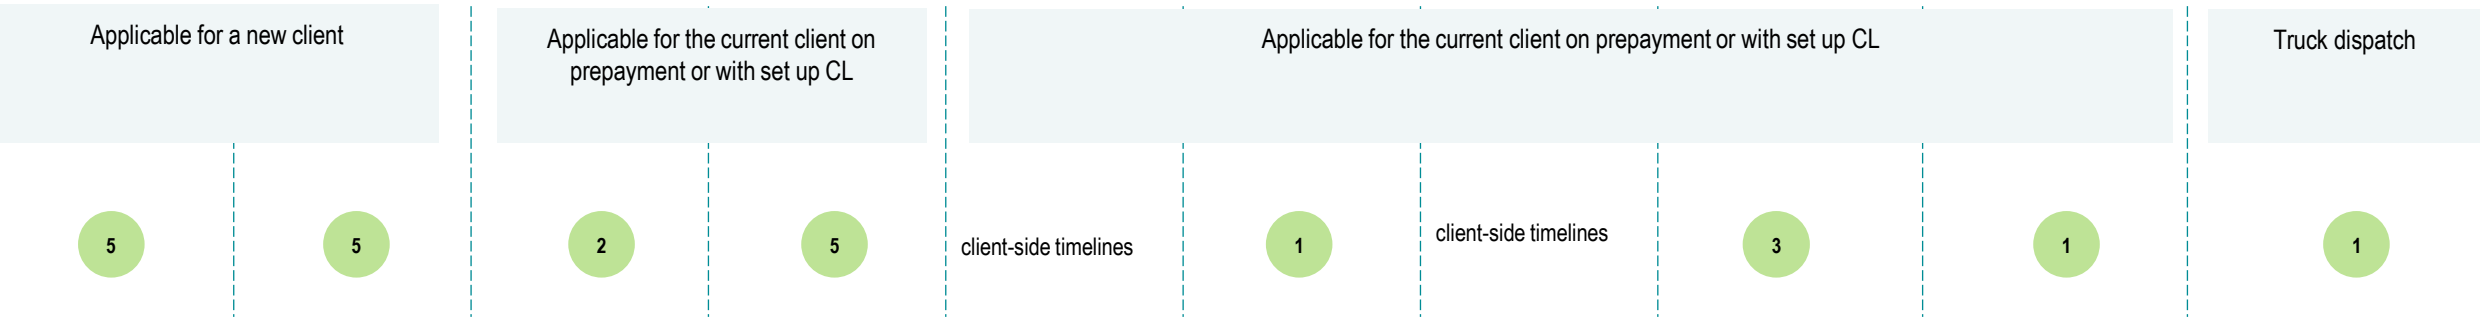 Applicable for a new client
Applicable for the current client on
prepayment or with set up CL
Applicable for the current client on prepayment or with set up CL
Truck dispatch
5
5
2
5
client-side timelines
1
client-side timelines
3
1
1